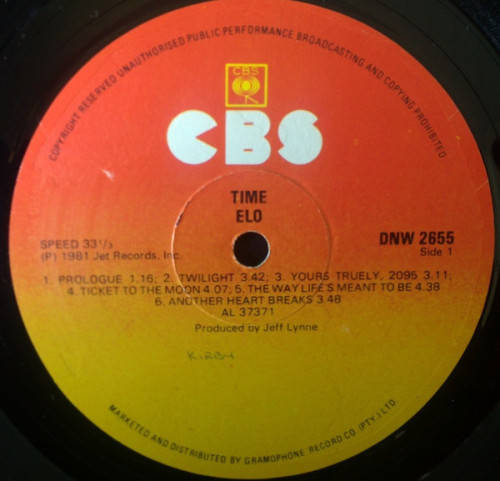 COPYRIGHT RESERVED UNAUTHORISED PUBLIC PERFORMANCE BROADCASTING AND COPYING PROHIBITED
CBS
CBS
TIME
ELO
SPEED 33⅓
DNW 2655
(P) 1981 Jet Records, Inc.
Side 1
1. PROLOGUE 1.16; 2. TWILIGHT 3.42; 3. YOURS TRUELY, 2095 3.11;
4. TICKET TO THE MOON 4.07; 5. THE WAY LIFE'S MEANT TO BE 4.38
6. ANOTHER HEART BREAKS 3.48
AL 37371
Produced by Jeff Lynne
MARKETED AND DISTRIBUTED BY GRAMOPHONE RECORD CO. (PTY.) LTD.